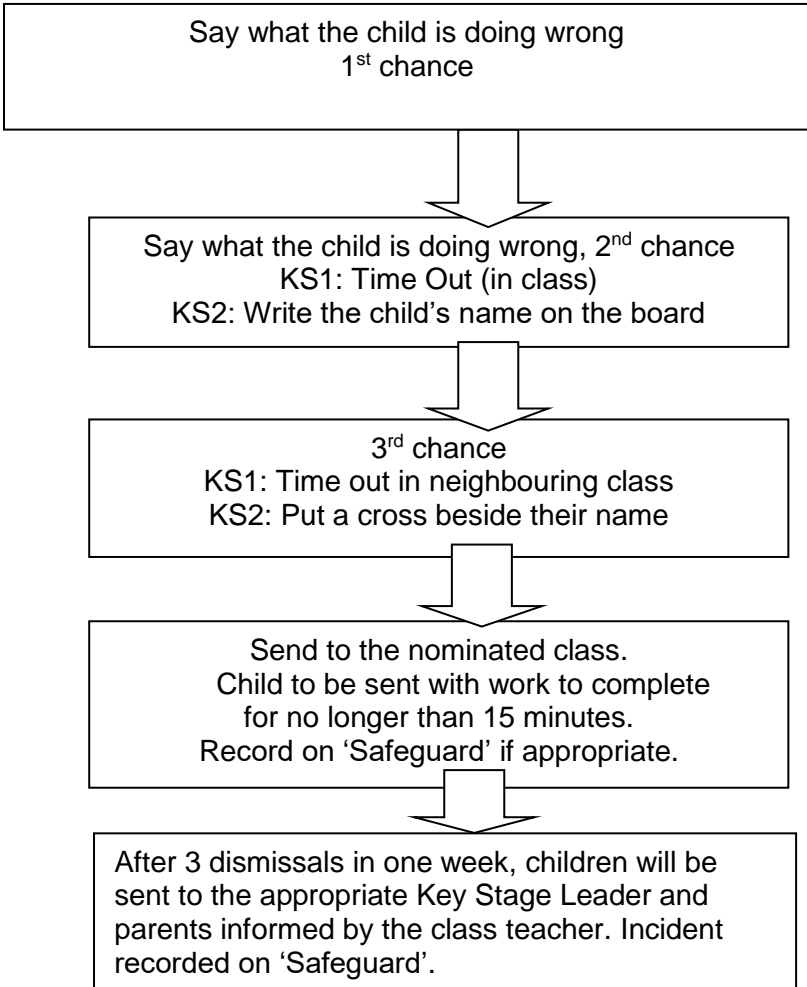 Say what the child is doing wrong
1st chance
Say what the child is doing wrong, 2nd chance
KS1: Time Out (in class)
KS2: Write the child’s name on the board
3rd chance
KS1: Time out in neighbouring class
KS2: Put a cross beside their name
Send to the nominated class.
Child to be sent with work to complete
for no longer than 15 minutes.
Record on ‘Safeguard’ if appropriate.
After 3 dismissals in one week, children will be
sent to the appropriate Key Stage Leader and
parents informed by the class teacher. Incident
recorded on ‘Safeguard’.